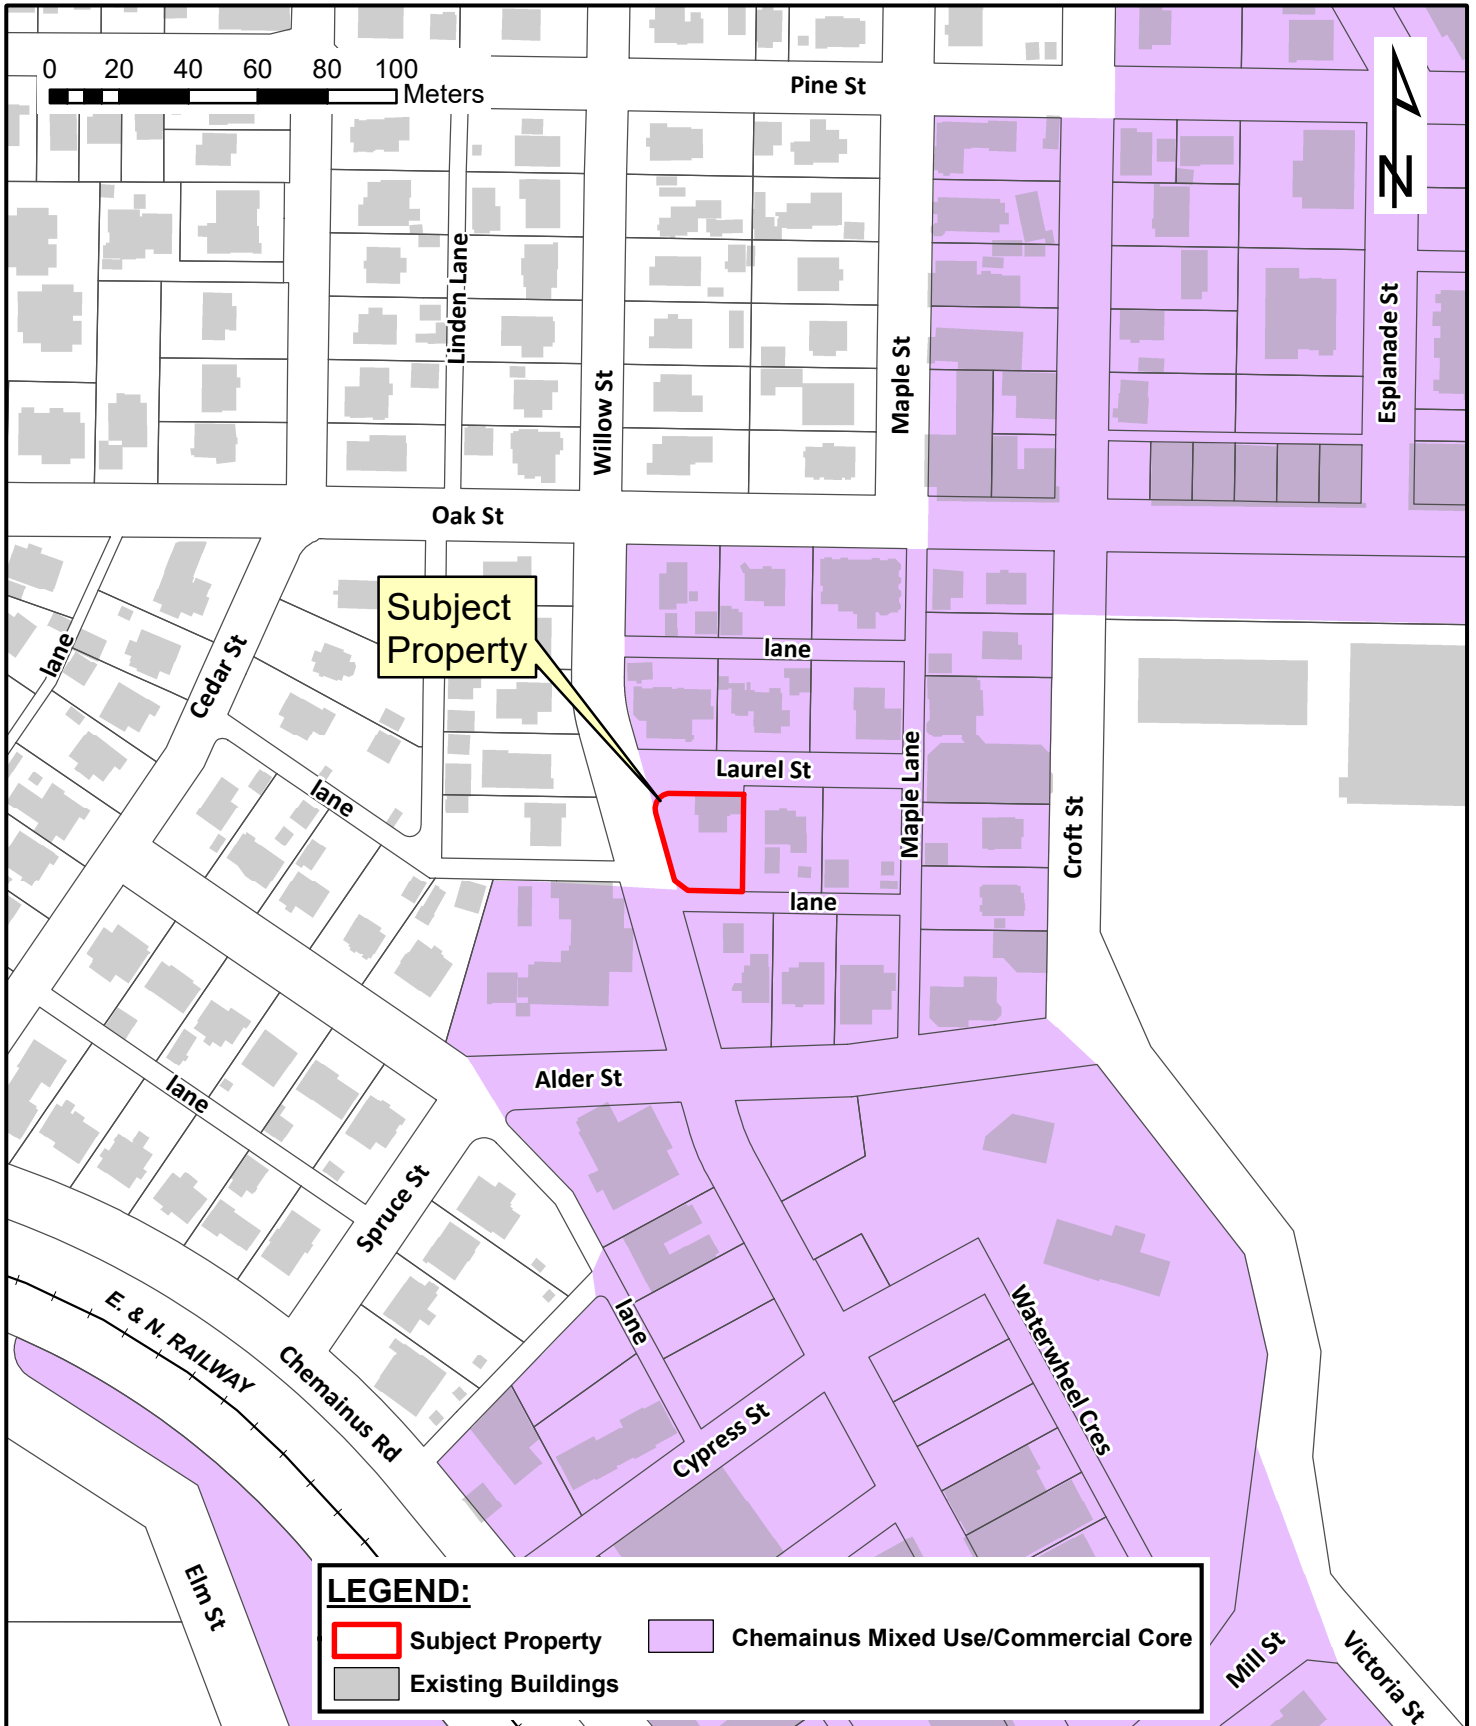 0 20 40 60 80 100
Meters
Pine St
N
Linden Lane
Willow St
Maple St
Esplanade St
Oak St
Subject
Property
lane
lane
Cedar St
Laurel St
Maple Lane
lane
Croft St
lane
Alder St
lane
Spruce St
E. & N. RAILWAY
Chemainus Rd
lane
Waterwheel Cres
Cypress St
Elm St
LEGEND:
Subject Property
Chemainus Mixed Use/Commercial Core
Existing Buildings
Mill St
Victoria St